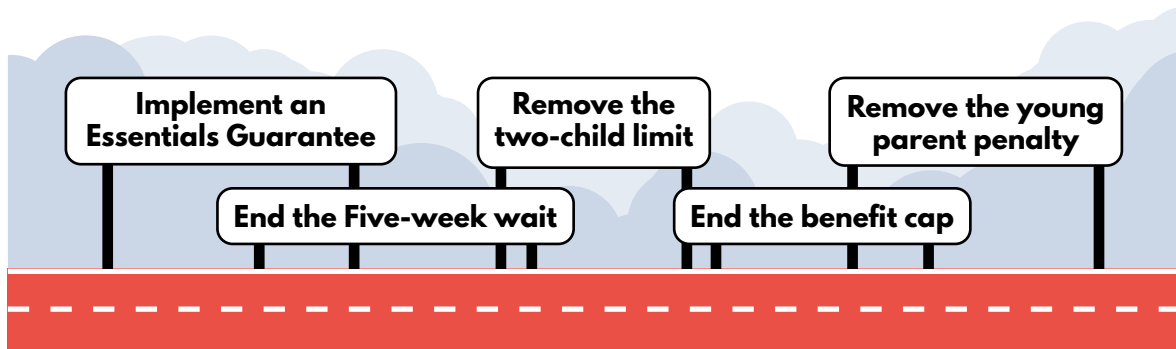 Implement an
Essentials Guarantee
End the Five-week wait
Remove the
two-child limit
End the benefit cap
Remove the young
parent penalty